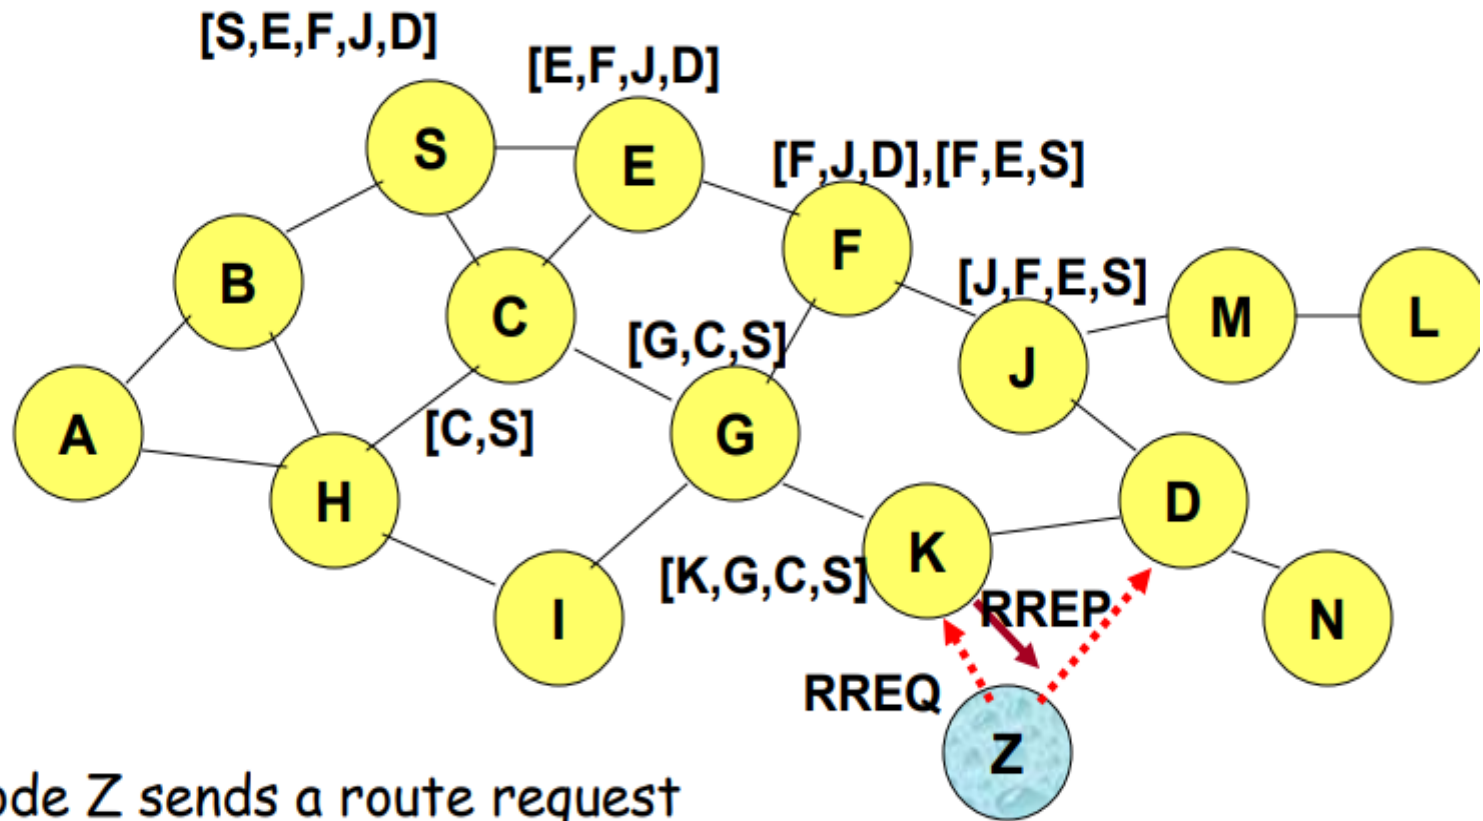 [S,E,F,J,D]
[E,F,J,D]
S
E
[F,J,D],[F,E,S]
B
C
F
[J,F,E,S]
M
L
[G,C,S]
J
A
[C,S]
G
H
D
K
[K,G,C,S]
RREP
I
N
RREQ
Z
ode Z sends a route request